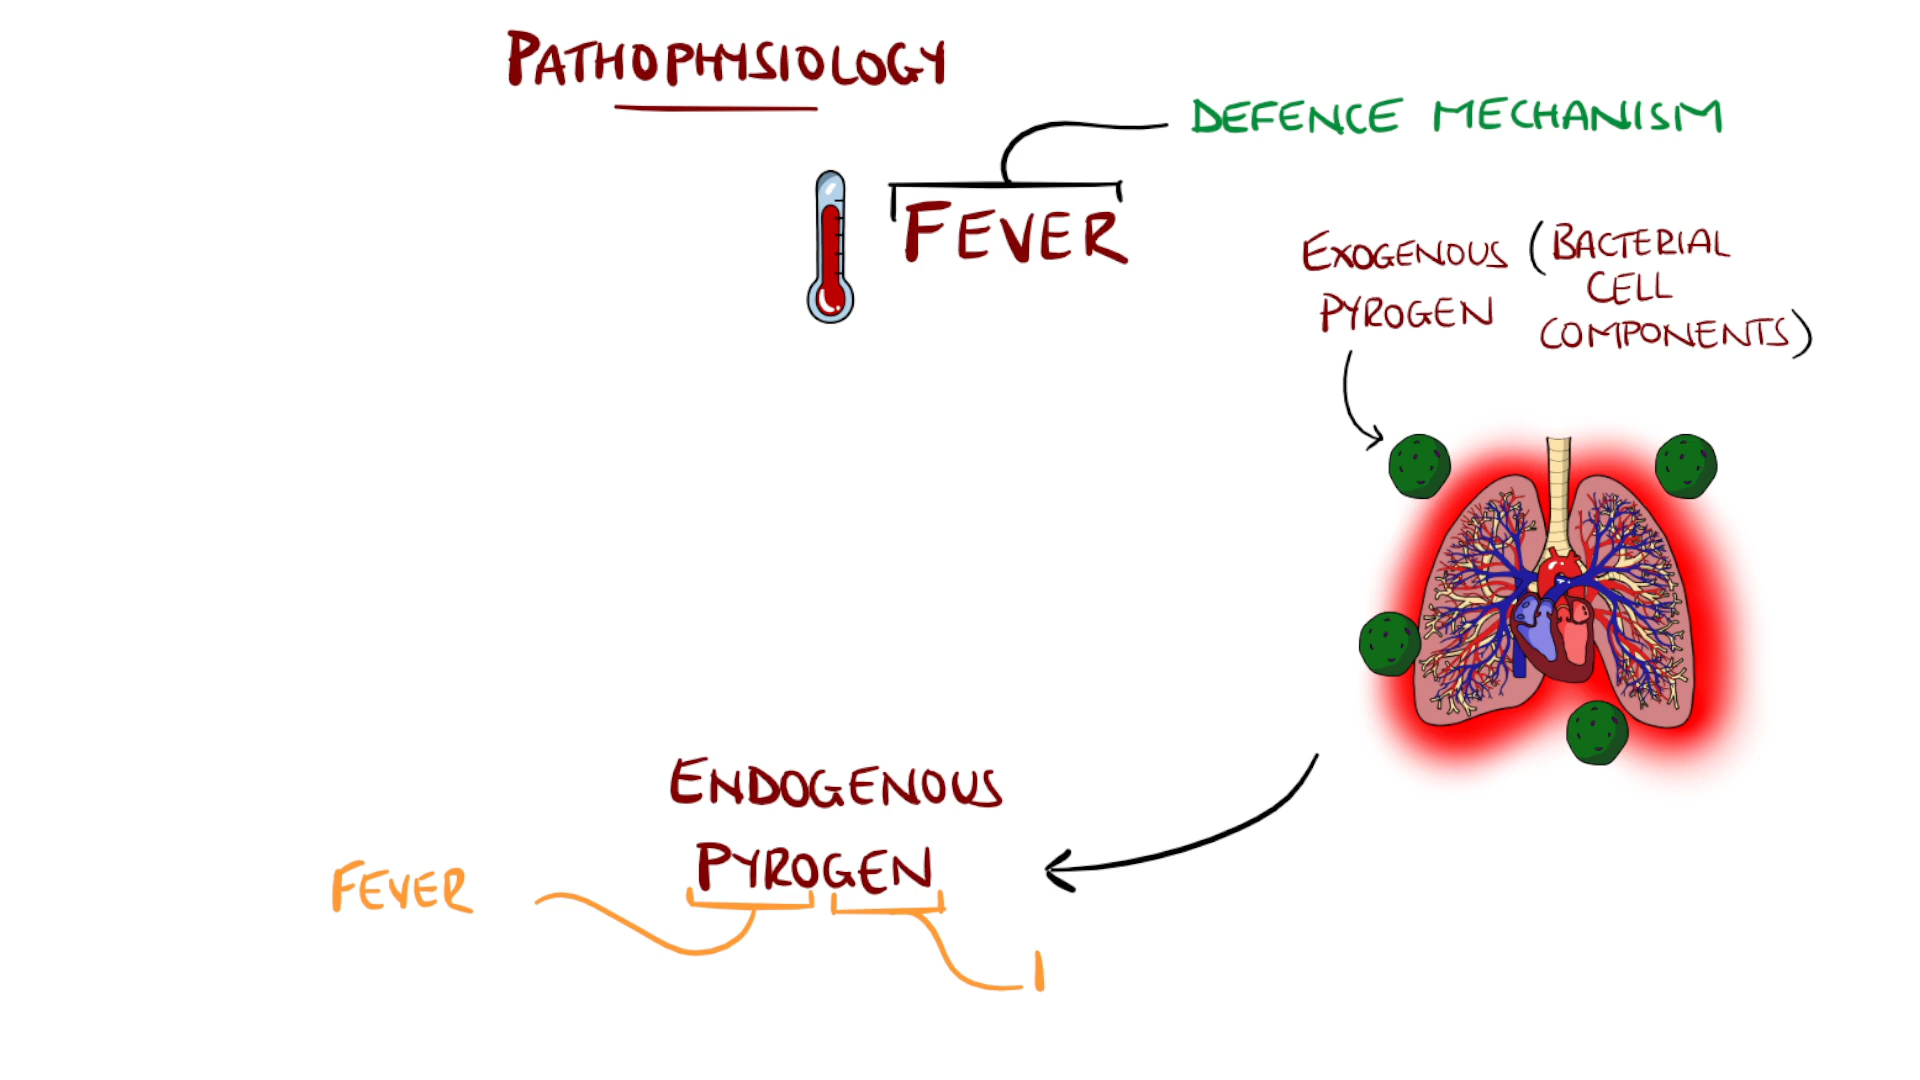 PATHOPHYSIOLOGY
DEFENCE MECHANISM
FEVER
EXOGENOUS (BACTERIAL
PYROGEN CELL
COMPONENTS)
ENDOGENOUS
PYROGEN
FEVER
I